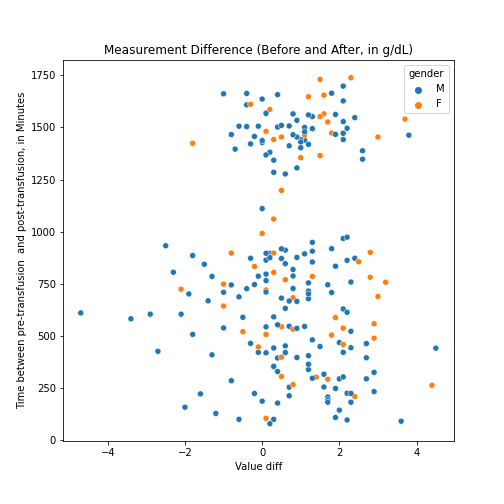 Measurement Difference (Before and After, in g/dL)
gender
M
F
1750
1500
1250
1000
750
500
250
0
Time between pre-transfusion  and post-transfusion, in Minutes
−4
−2
0
2
4
Value diff